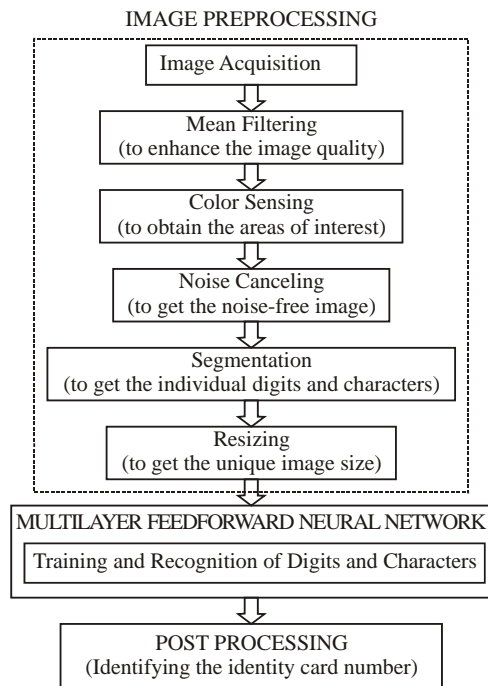 IMAGE PREPROCESSING
Image Acquisition
Mean Filtering
(to enhance the image quality)
Color Sensing
(to obtain the areas of interest)
Noise Canceling
(to get the noise-free image)
Segmentation
(to get the individual digits and characters)
Resizing
(to get the unique image size)
MULTILAYER FEEDFORWARD NEURAL NETWORK
Training and Recognition of Digits and Characters
POST PROCESSING
(Identifying the identity card number)